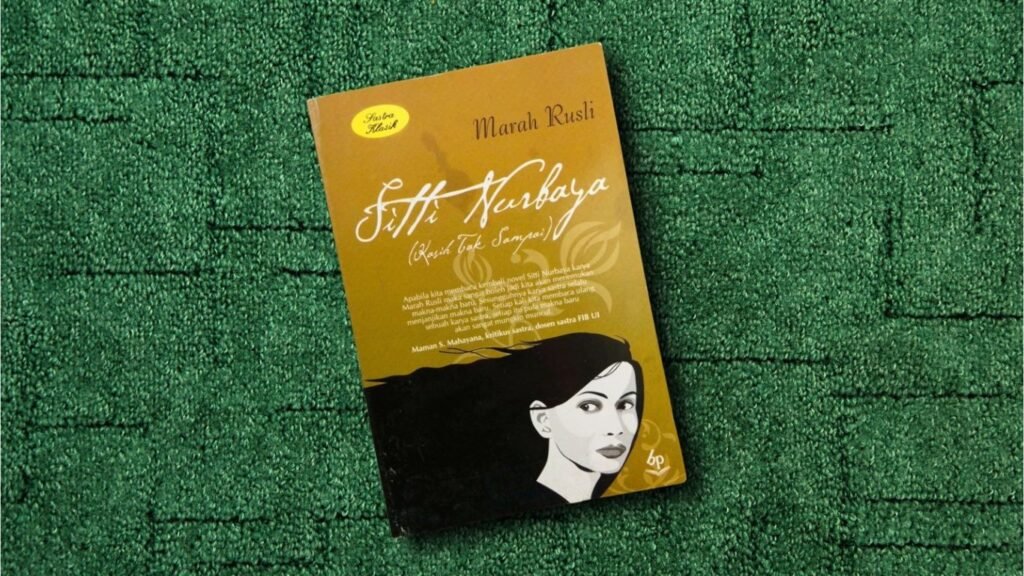 Sastra
Klasik
Marah Rusli
Sitti Nurbaya
(Kasih Tak Sampai)
Apabila kita membaca kembali novel Sitti Nurbaya karya
Marah Rusli maka sangat boleh jadi kita akan menemukan
makna-makna baru. Sesungguhnya karya sastra selalu
menjanjikan makna baru. Setiap kali kita membaca ulang
sebuah karya sastra, setiap itu pula makna baru
akan sangat mungkin muncul.
Maman S. Mahayana, kritikus sastra, dosen sastra FIB UI
bp